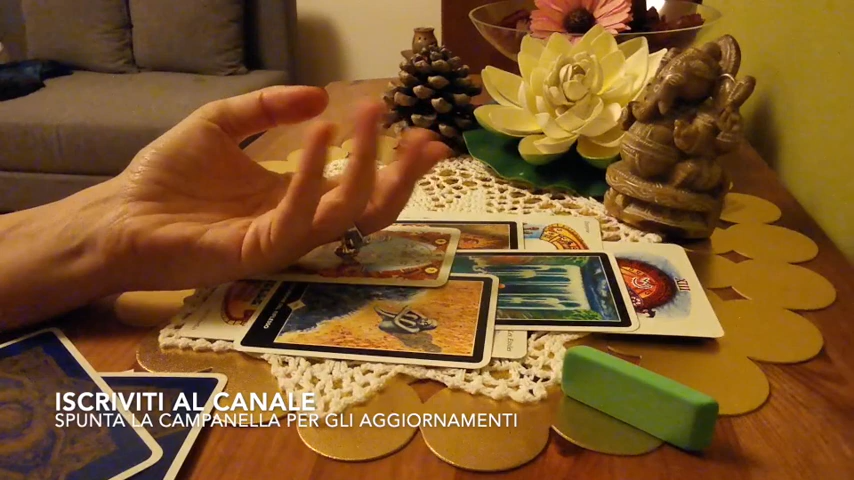 ISCRIVITI AL CANALE
SPUNTA LA CAMPANELLA PER GLI AGGIORNAMENTI